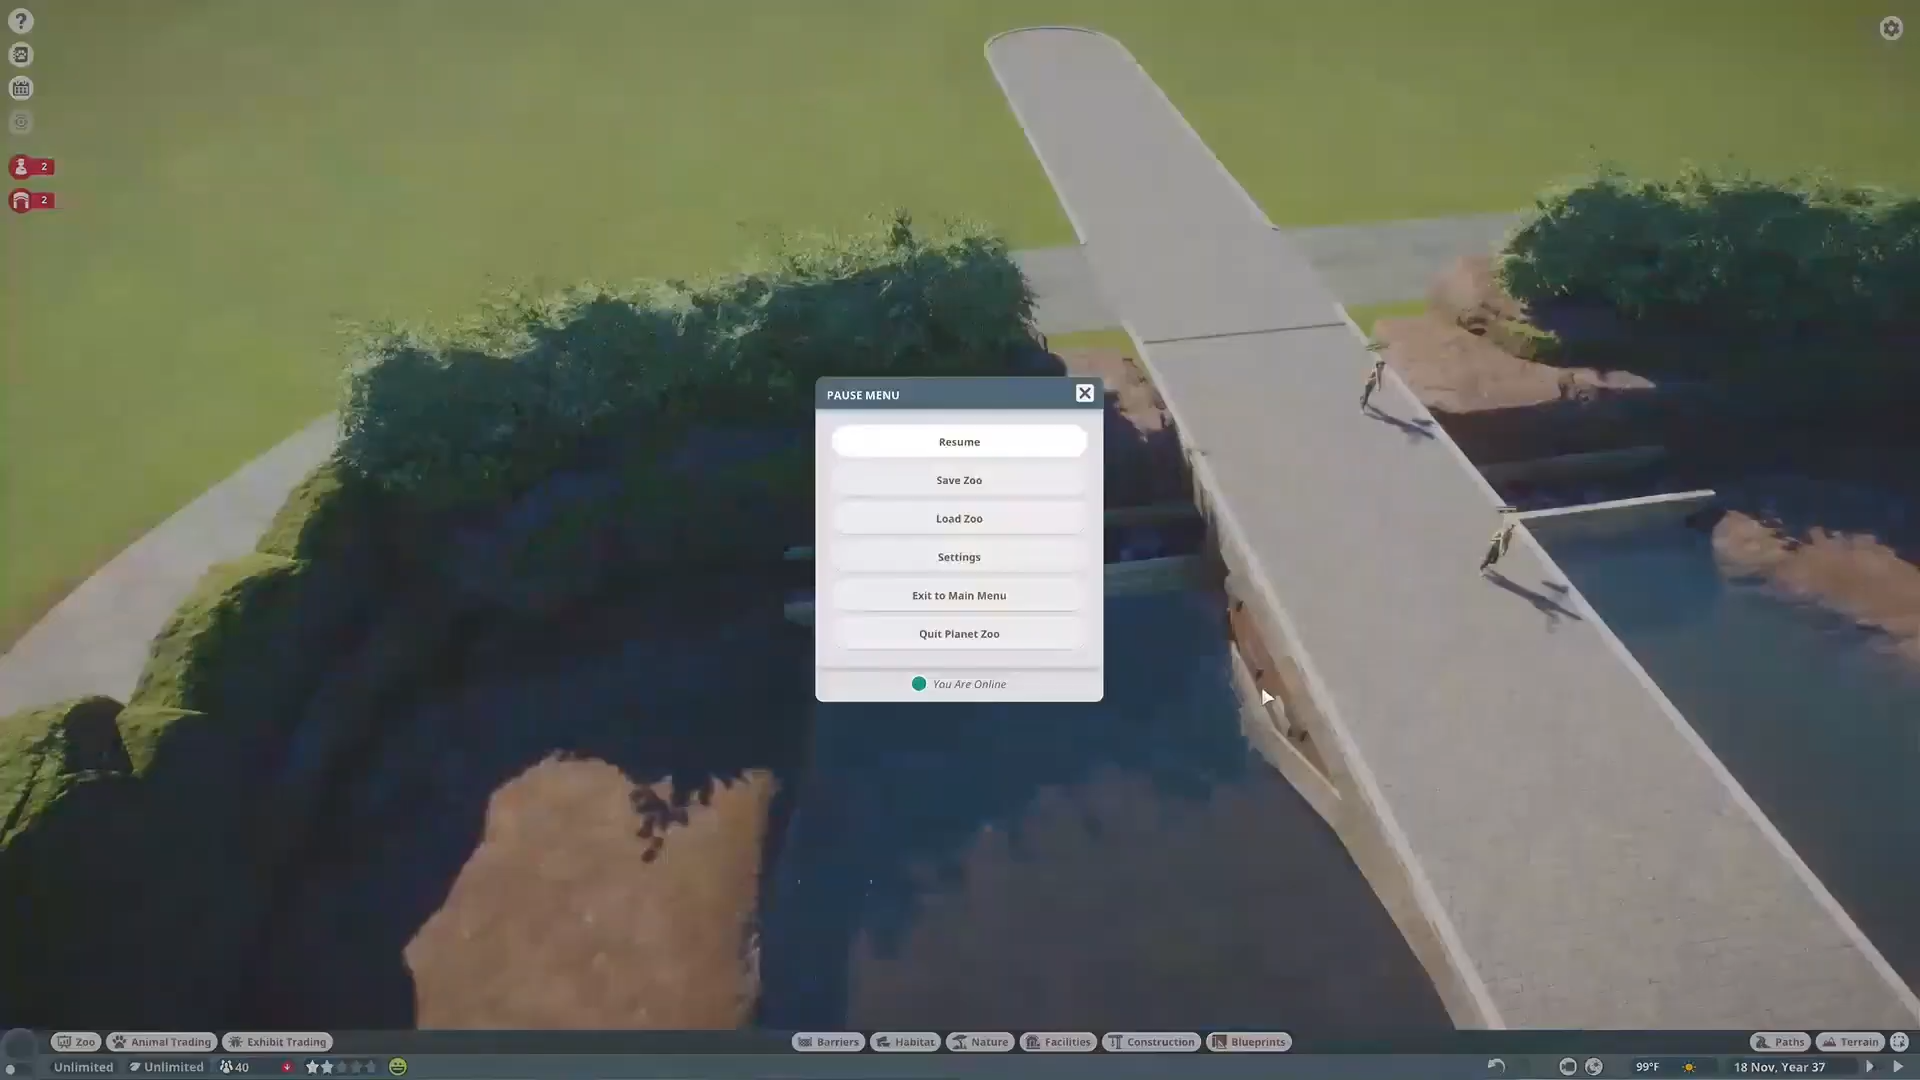 ?
2
2
PAUSE MENU
Resume
Save Zoo
Load Zoo
Settings
Exit to Main Menu
Quit Planet Zoo
You Are Online
Zoo Animal Trading Exhibit Trading Barriers Habitat Nature Facilities Construction Blueprints Paths Terrain
Unlimited Unlimited 40 99°F 18 Nov, Year 37